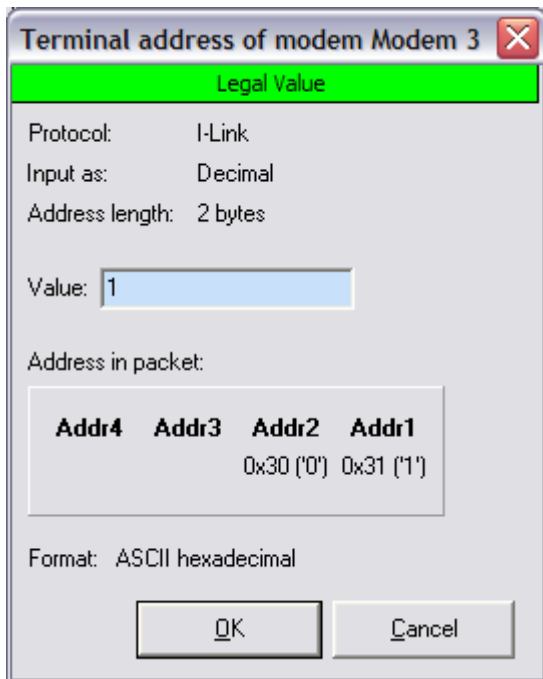 Terminal address of modem Modem 3
Legal Value
Protocol: I-Link
Input as: Decimal
Address length: 2 bytes
Value: 1
Address in packet:
Addr4 Addr3 Addr2 Addr1
0x30 ('0') 0x31 ('1')
Format: ASCII hexadecimal
OK Cancel